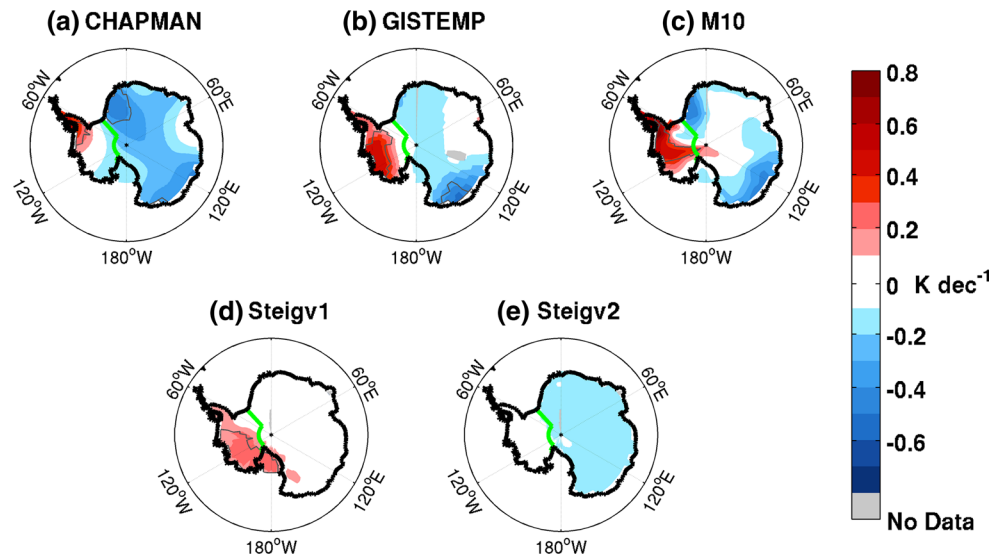 (a) CHAPMAN
(b) GISTEMP
(c) M10
60°W
60°E
120°W
120°E
180°W
60°W
60°E
120°W
120°E
180°W
60°W
60°E
120°W
120°E
180°W
0.8
0.6
0.4
0.2
0 K dec⁻¹
-0.2
-0.4
-0.6
No Data
(d) Steigv1
(e) Steigv2
60°W
60°E
120°W
120°E
180°W
60°W
60°E
120°W
120°E
180°W